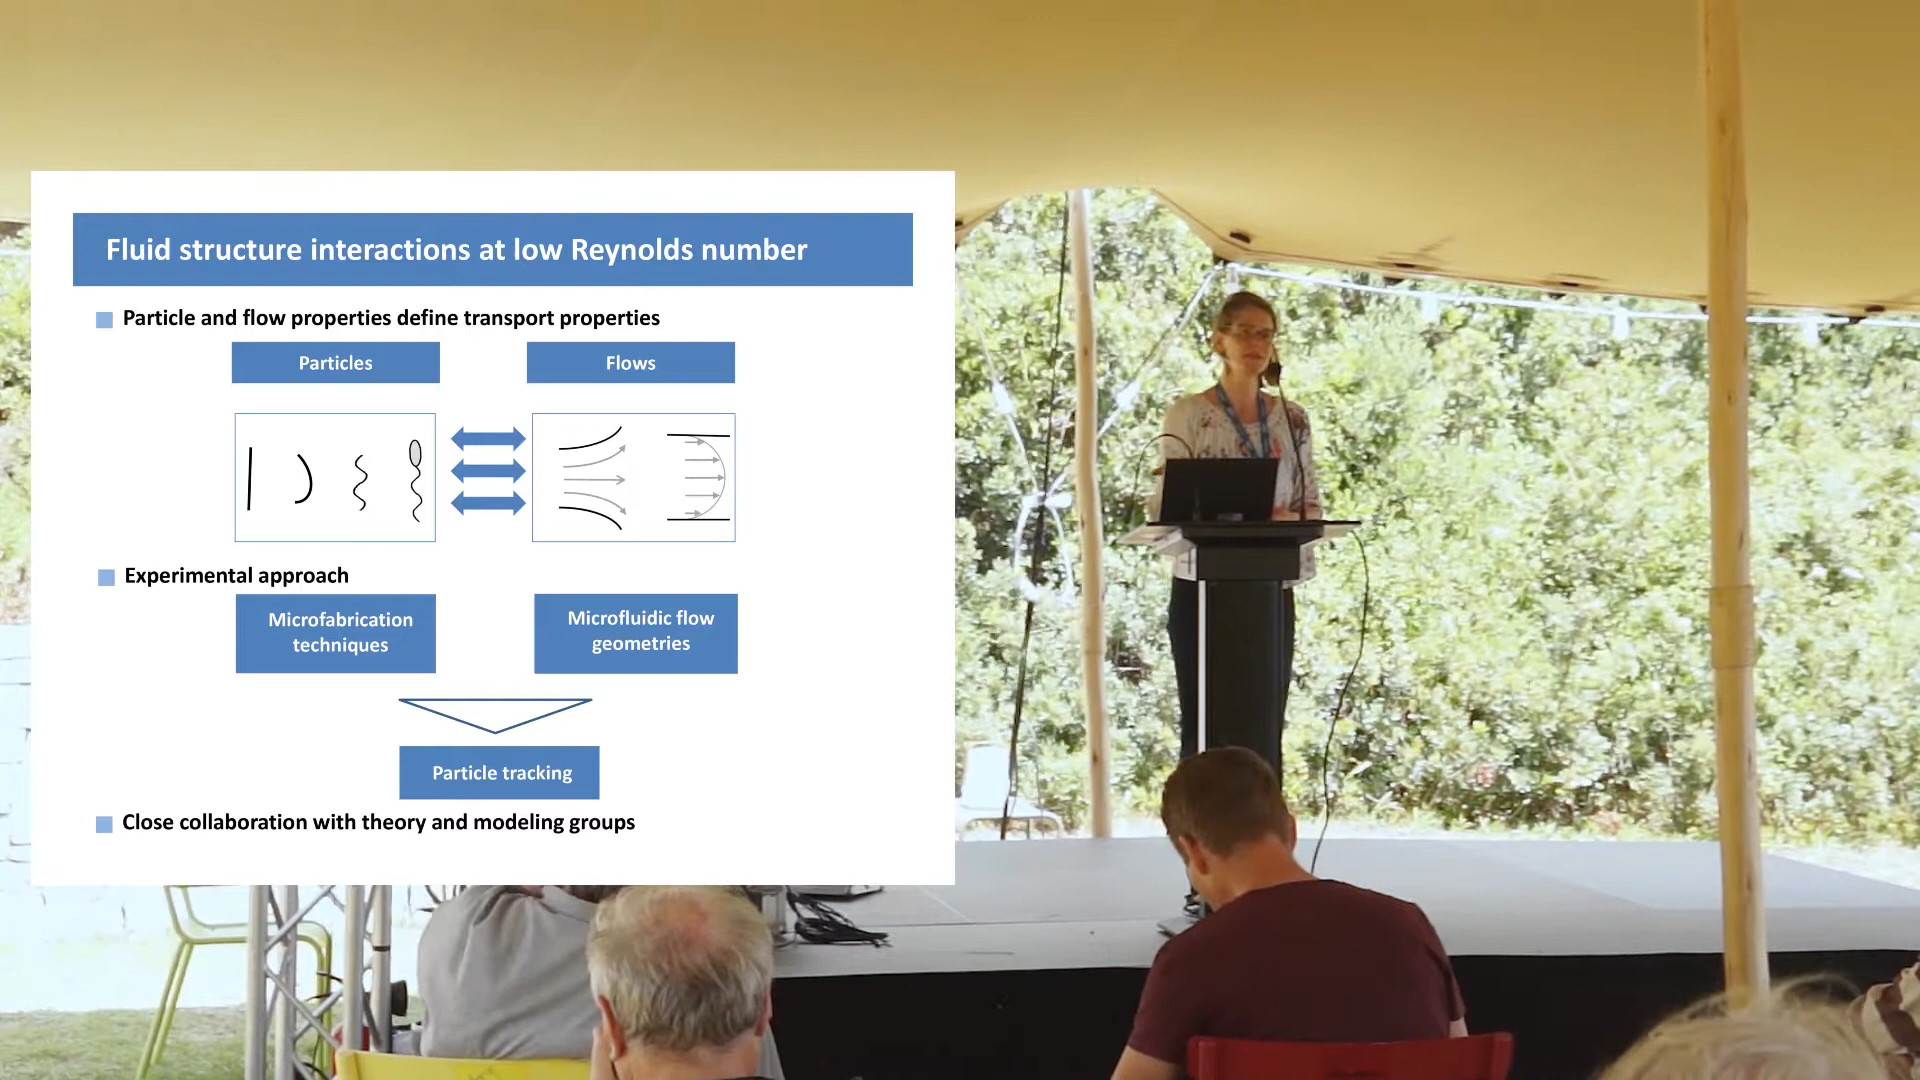 Fluid structure interactions at low Reynolds number
Particle and flow properties define transport properties
Particles
Flows
Experimental approach
Microfabrication
techniques
Microfluidic flow
geometries
Particle tracking
Close collaboration with theory and modeling groups